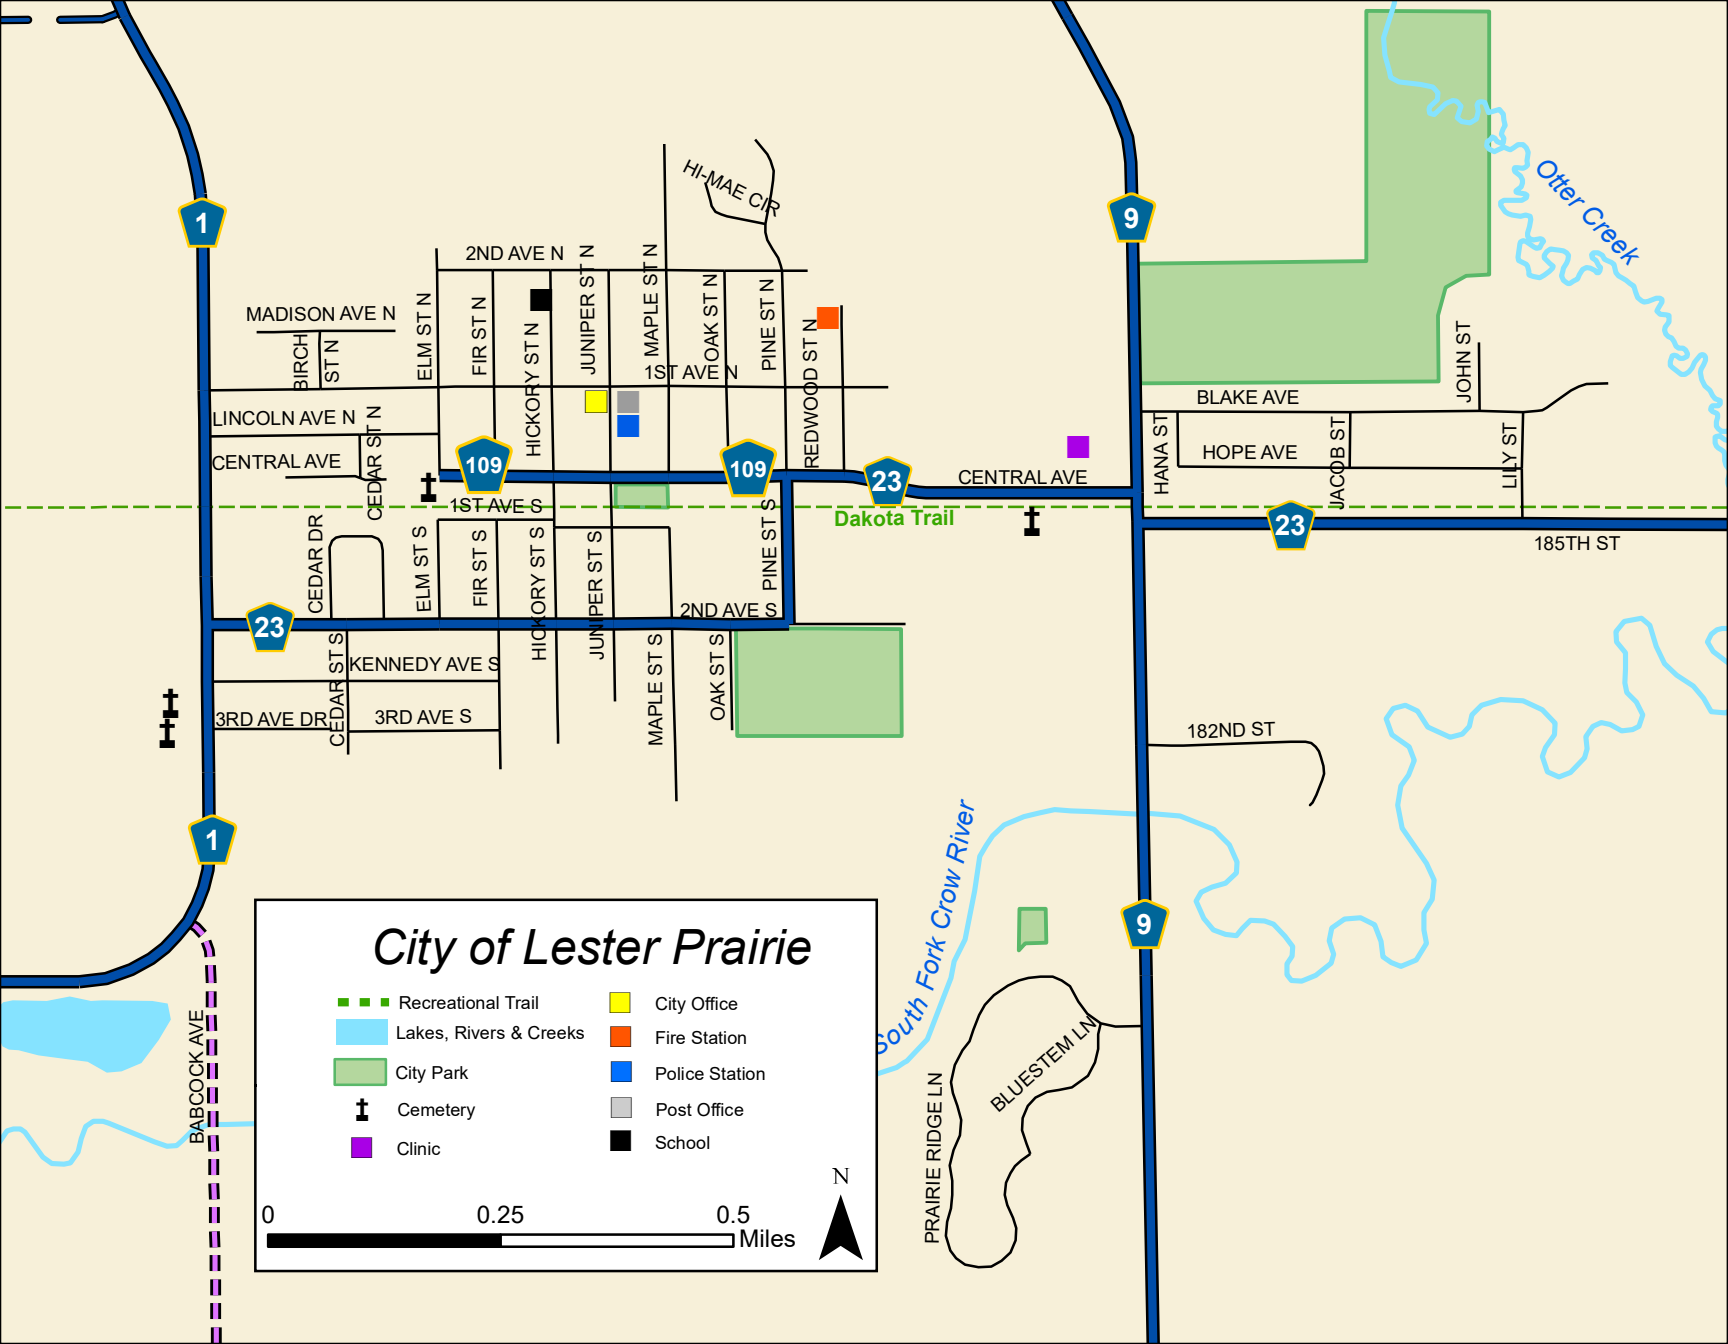 HI-MAE CIR
Otter Creek
1
9
2ND AVE N
MADISON AVE N
BIRCH
ST N
ELM ST N
FIR ST N
HICKORY ST N
JUNIPER ST N
MAPLE ST N
OAK ST N
PINE ST N
REDWOOD ST N
1ST AVE N
JOHN ST
BLAKE AVE
LINCOLN AVE N
CEDAR ST N
CENTRAL AVE
109
109
23
CENTRAL AVE
HANA ST
HOPE AVE
JACOB ST
LILY ST
1ST AVE S
Dakota Trail
23
185TH ST
CEDAR DR
ELM ST S
FIR ST S
HICKORY ST S
JUNIPER ST S
PINE ST S
2ND AVE S
23
CEDAR ST S
KENNEDY AVE S
MAPLE ST S
OAK ST S
3RD AVE DR
3RD AVE S
182ND ST
1
South Fork Crow River
9
BABCOCK AVE
BLUESTEM LN
PRAIRIE RIDGE LN
City of Lester Prairie
Recreational Trail
Lakes, Rivers & Creeks
City Park
Cemetery
Clinic
City Office
Fire Station
Police Station
Post Office
School
N
0 0.25 0.5
Miles